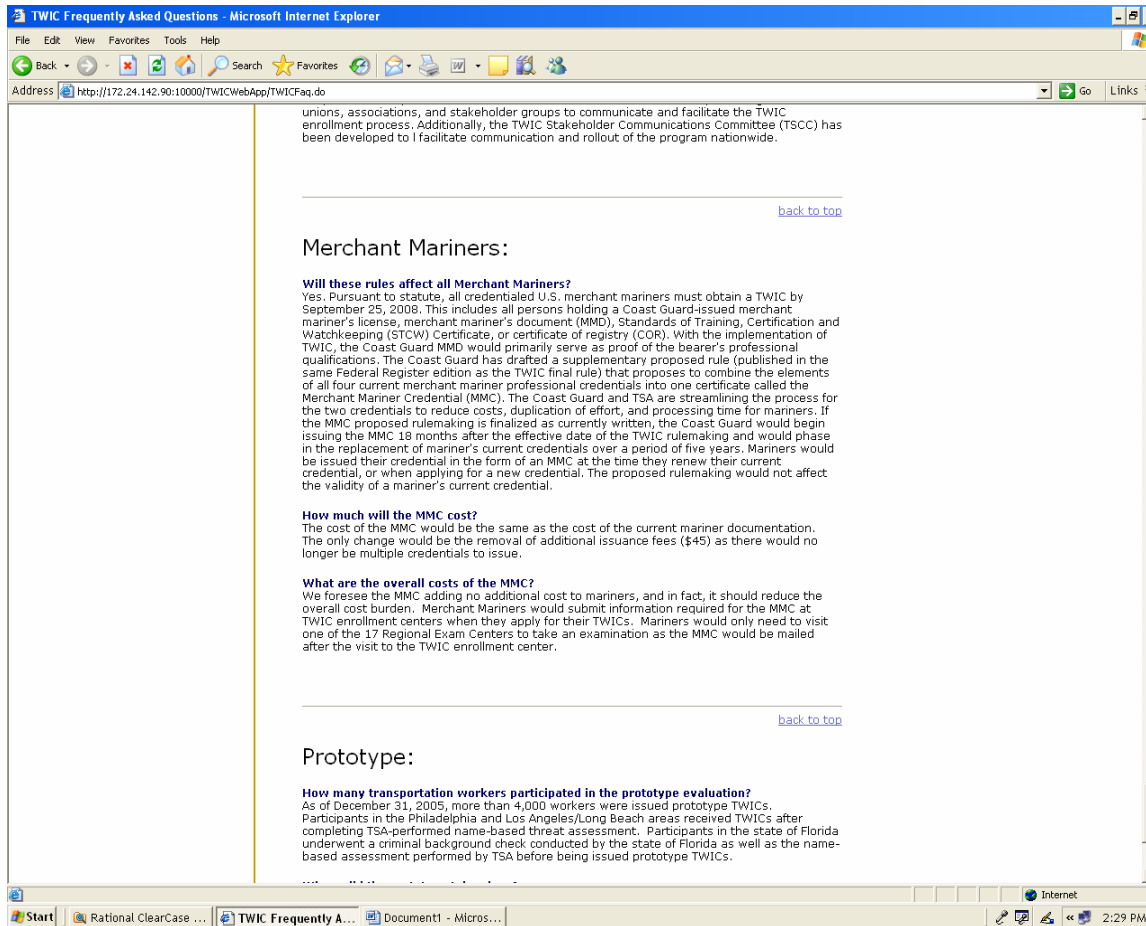 TWIC Frequently Asked Questions - Microsoft Internet Explorer
File Edit View Favorites Tools Help
Back Search Favorites
Address http://172.24.142.90:10000/TWICWebApp/TWICFaq.do Go Links
unions, associations, and stakeholder groups to communicate and facilitate the TWIC
enrollment process. Additionally, the TWIC Stakeholder Communications Committee (TSCC) has
been developed to l facilitate communication and rollout of the program nationwide.
back to top
Merchant Mariners:
Will these rules affect all Merchant Mariners?
Yes. Pursuant to statute, all credentialed U.S. merchant mariners must obtain a TWIC by
September 25, 2008. This includes all persons holding a Coast Guard-issued merchant
mariner's license, merchant mariner's document (MMD), Standards of Training, Certification and
Watchkeeping (STCW) Certificate, or certificate of registry (COR). With the implementation of
TWIC, the Coast Guard MMD would primarily serve as proof of the bearer's professional
qualifications. The Coast Guard has drafted a supplementary proposed rule (published in the
same Federal Register edition as the TWIC final rule) that proposes to combine the elements
of all four current merchant mariner professional credentials into one certificate called the
Merchant Mariner Credential (MMC). The Coast Guard and TSA are streamlining the process for
the two credentials to reduce costs, duplication of effort, and processing time for mariners. If
the MMC proposed rulemaking is finalized as currently written, the Coast Guard would begin
issuing the MMC 18 months after the effective date of the TWIC rulemaking and would phase
in the replacement of mariner's current credentials over a period of five years. Mariners would
be issued their credential in the form of an MMC at the time they renew their current
credential, or when applying for a new credential. The proposed rulemaking would not affect
the validity of a mariner's current credential.
How much will the MMC cost?
The cost of the MMC would be the same as the cost of the current mariner documentation.
The only change would be the removal of additional issuance fees ($45) as there would no
longer be multiple credentials to issue.
What are the overall costs of the MMC?
We foresee the MMC adding no additional cost to mariners, and in fact, it should reduce the
overall cost burden. Merchant Mariners would submit information required for the MMC at
TWIC enrollment centers when they apply for their TWICs. Mariners would only need to visit
one of the 17 Regional Exam Centers to take an examination as the MMC would be mailed
after the visit to the TWIC enrollment center.
back to top
Prototype:
How many transportation workers participated in the prototype evaluation?
As of December 31, 2005, more than 4,000 workers were issued prototype TWICs.
Participants in the Philadelphia and Los Angeles/Long Beach areas received TWICs after
completing TSA-performed name-based threat assessment. Participants in the state of Florida
underwent a criminal background check conducted by the state of Florida as well as the name-
based assessment performed by TSA before being issued prototype TWICs.
Internet
Start Rational ClearCase ... TWIC Frequently A... Document1 - Micros... 2:29 PM